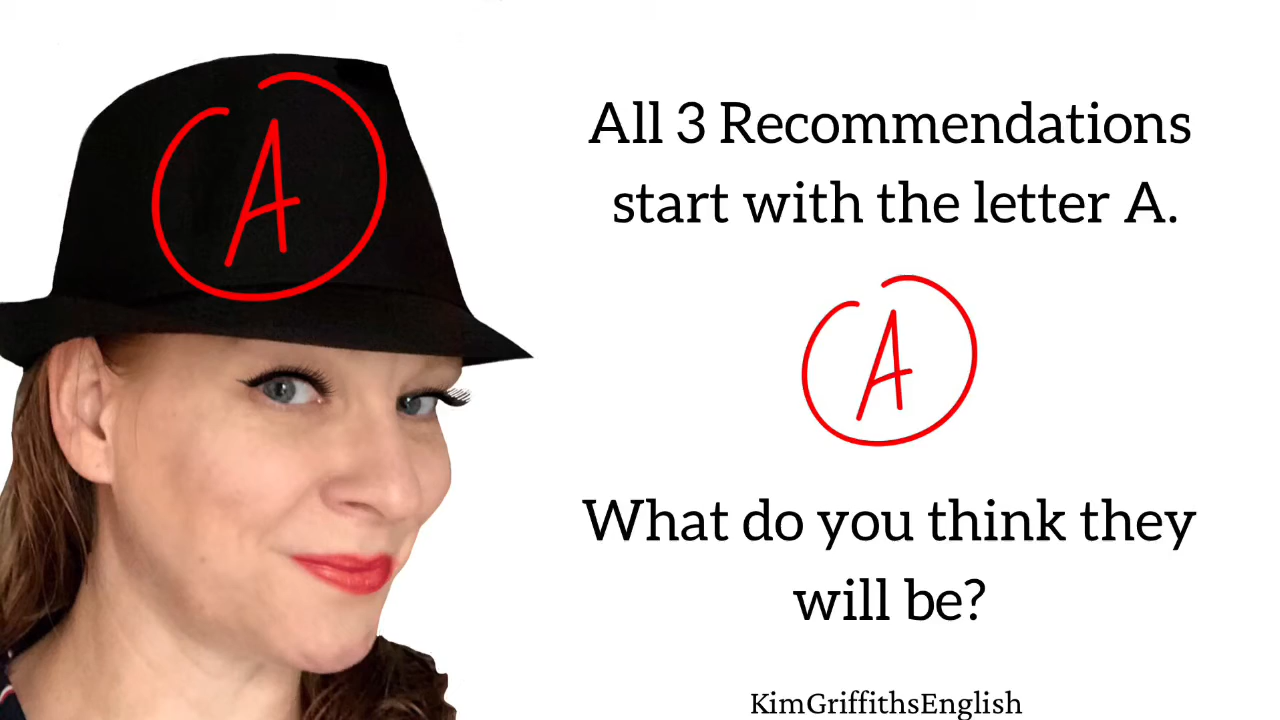 A
All 3 Recommendations
start with the letter A.
A
What do you think they
will be?
KimGriffithsEnglish